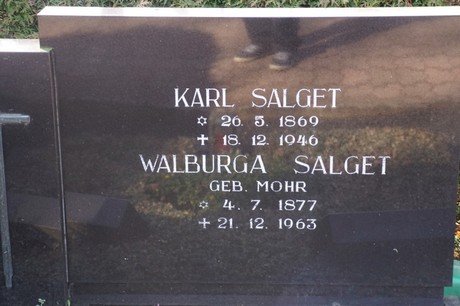 KARL SALGET
✡ 26. 5. 1869
✝ 18. 12. 1946
WALBURGA SALGET
GEB. MOHR
✡ 4. 7. 1877
✝ 21. 12. 1963